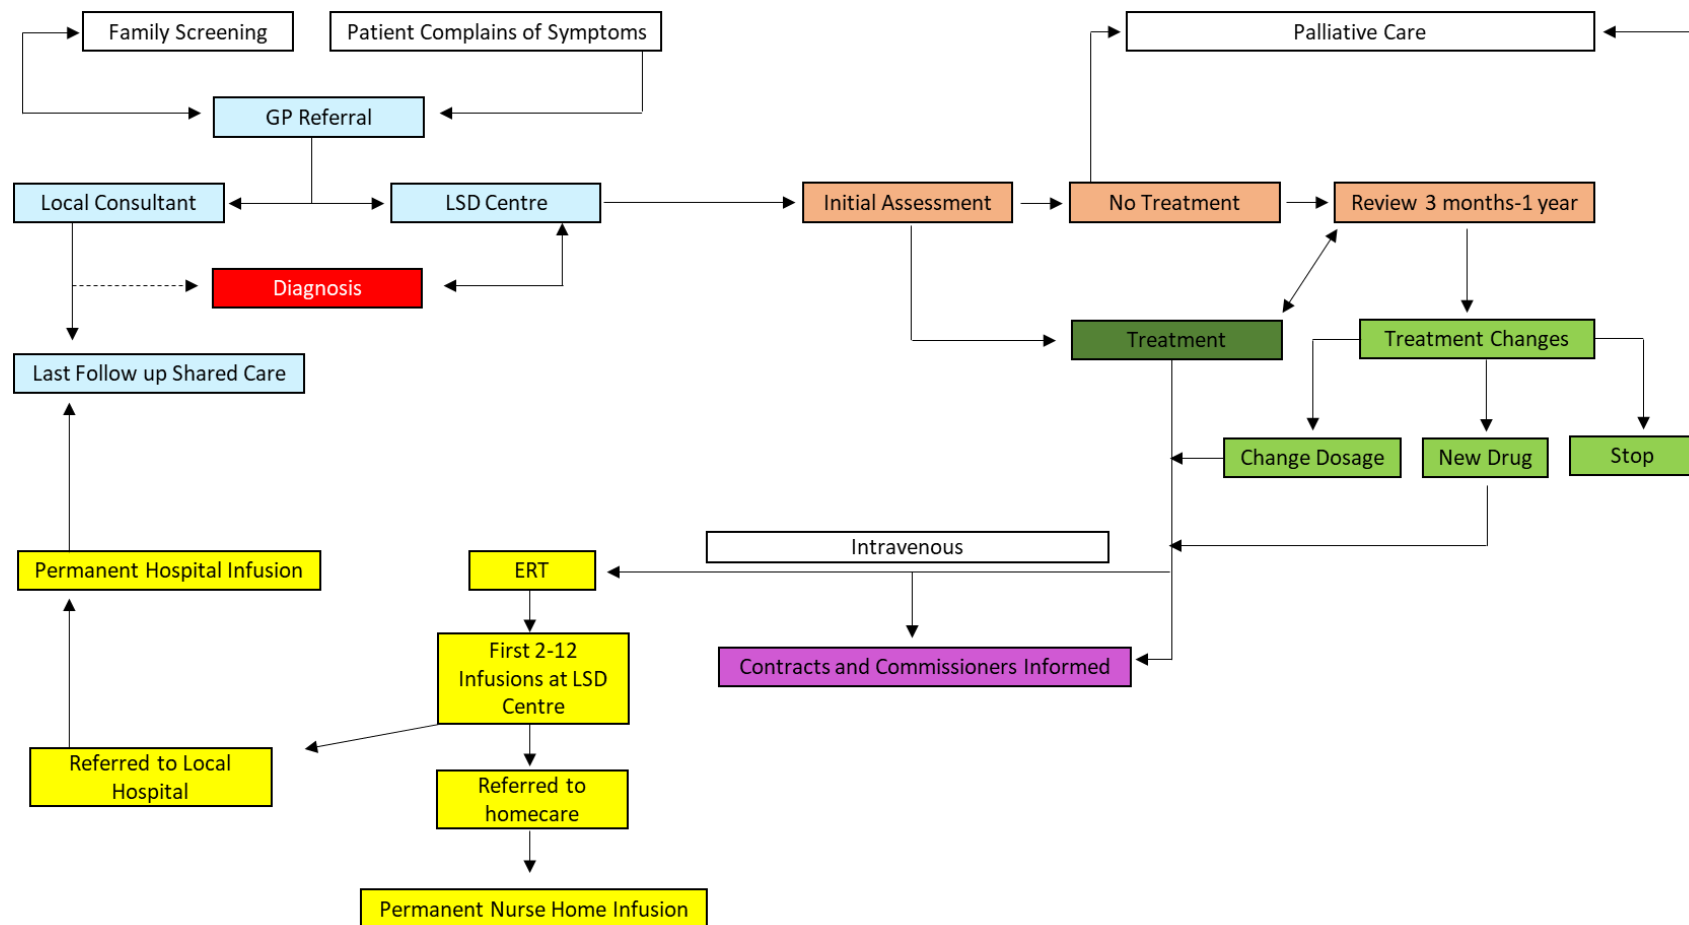 Family Screening
Patient Complains of Symptoms
Palliative Care
GP Referral
Local Consultant
LSD Centre
Initial Assessment
No Treatment
Review 3 months-1 year
Diagnosis
Treatment
Treatment Changes
Last Follow up Shared Care
Change Dosage
New Drug
Stop
Intravenous
Permanent Hospital Infusion
ERT
First 2-12
Infusions at LSD
Centre
Contracts and Commissioners Informed
Referred to Local
Hospital
Referred to
homecare
Permanent Nurse Home Infusion